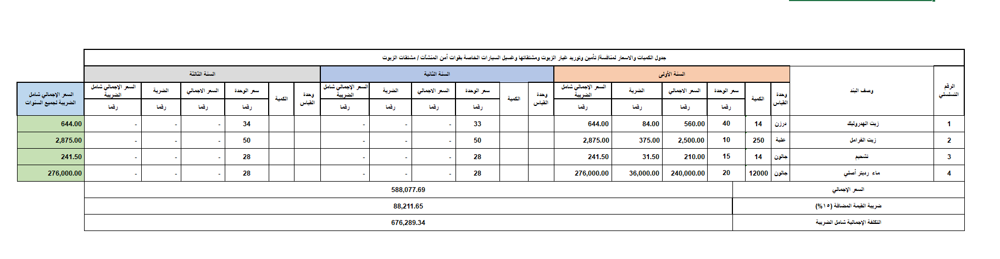 جدول الكميات والاسعار لمنافسة/ تأمين وتوريد غيار الزيوت ومشتقاتها وغسيل السيارات الخاصة بقوات أمن المنشآت / مشتقات الزيوت
السنة الأولى السنة الثانية السنة الثالثة
الرقم التسلسلي وصف البند وحدة القياس الكمية سعر الوحدة السعر الاجمالي الضريبة السعر الإجمالي شامل الضريبة وحدة القياس الكمية سعر الوحدة السعر الاجمالي الضرية السعر الإجمالي شامل الضريبة وحدة القياس الكمية سعر الوحدة السعر الاجمالي الضرية السعر الإجمالي شامل الضريبة السعر الإجمالي شامل الضريبة لجميع السنوات
رقما رقما رقما رقما رقما رقما رقما رقما رقما رقما رقما رقما
1 زيت الهدروليك درزن 14 40 560.00 84.00 644.00 33 - - - 34 - - - 644.00
2 زيت الفرامل علبة 250 10 2,500.00 375.00 2,875.00 50 - - - 50 - - - 2,875.00
3 تشحيم جالون 14 15 210.00 31.50 241.50 28 - - - 28 - - - 241.50
4 ماء رديتر أصلي جالون 12000 20 240,000.00 36,000.00 276,000.00 28 - - - 28 - - - 276,000.00
السعر الإجمالي 588,077.69
ضريبة القيمة المضافة (١٥%) 88,211.65
التكلفة الإجمالية شامل الضريبة 676,289.34